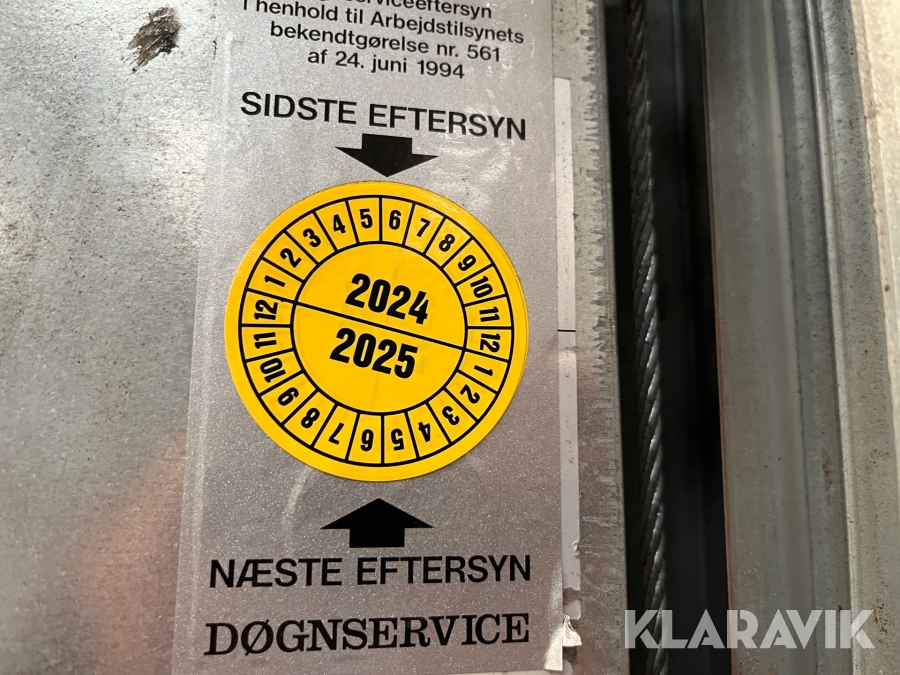 serviceeftersyn
I henhold til Arbejdstilsynets
bekendtgørelse nr. 561
af 24. juni 1994
SIDSTE EFTERSYN
1 2 3 4 5 6 7 8 9 10 11 12
2024
2025
1 2 3 4 5 6 7 8 9 10 11 12
NÆSTE EFTERSYN
DØGNSERVICE
KLARAVIK